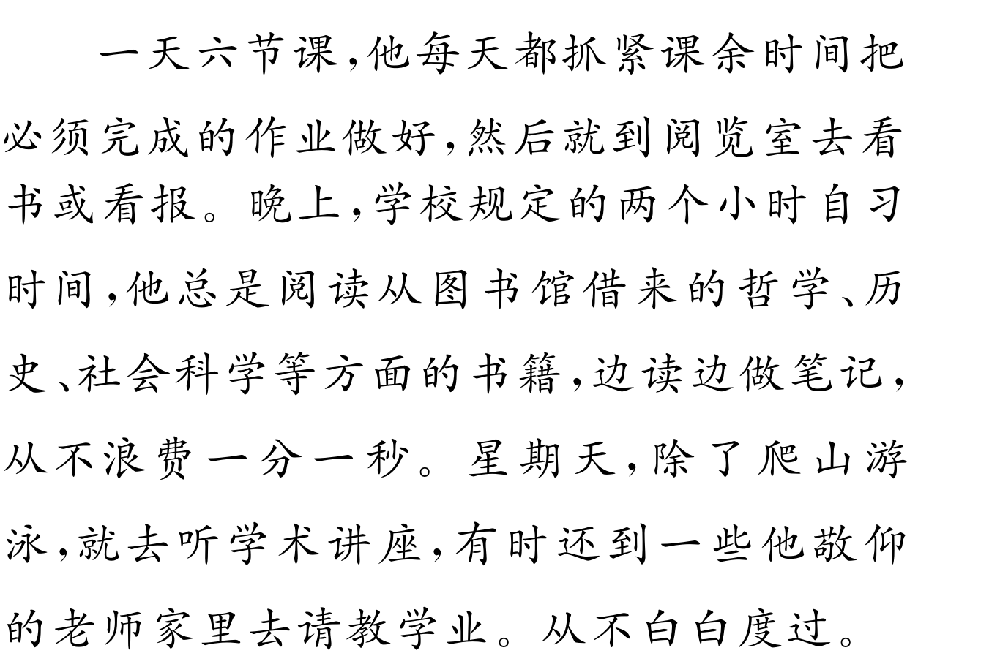 一天六节课,他每天都抓紧课余时间把
必须完成的作业做好,然后就到阅览室去看
书或看报。晚上,学校规定的两个小时自习
时间,他总是阅读从图书馆借来的哲学、历
史、社会科学等方面的书籍,边读边做笔记,
从不浪费一分一秒。星期天,除了爬山游
泳,就去听学术讲座,有时还到一些他敬仰
的老师家里去请教学业。从不白白度过。